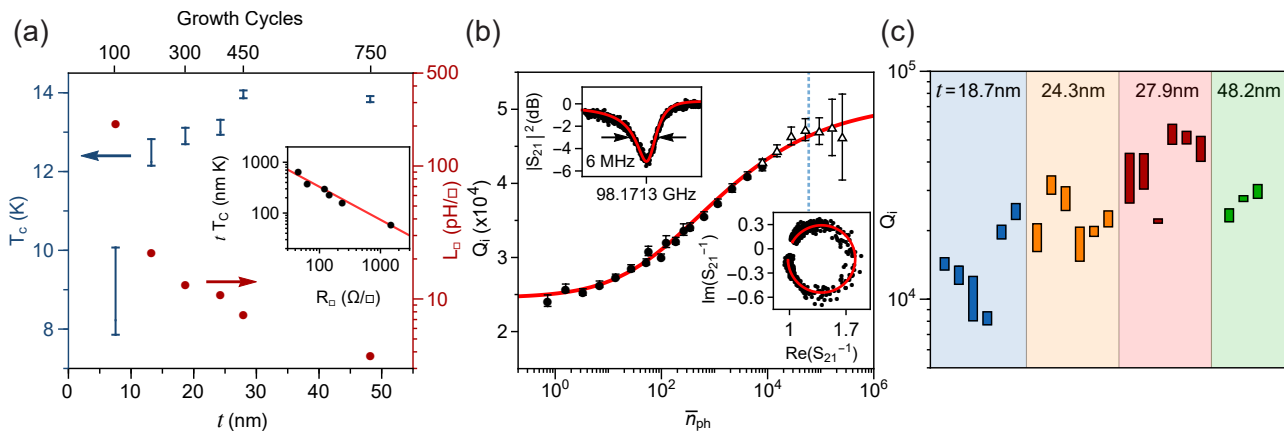 (a)
Growth Cycles
100 300 450 750
14
12
10
8
T_c (K)
500
200
100
10
L_□ (pH/□)
0 10 20 30 40 50
t (nm)
1000
100
t T_C (nm K)
100 1000
R_□ (Ω/□)
(b)
5
4
3
2
Q_i (x10^4)
10^0 10^2 10^4 10^6
n̄_ph
0
−2
−4
−6
|S_21|^2 (dB)
6 MHz
98.1713 GHz
0.3
0
−0.3
−0.6
Im(S_21^−1)
1 1.7
Re(S_21^−1)
(c)
10^5
10^4
Q_i
t = 18.7nm 24.3nm 27.9nm 48.2nm